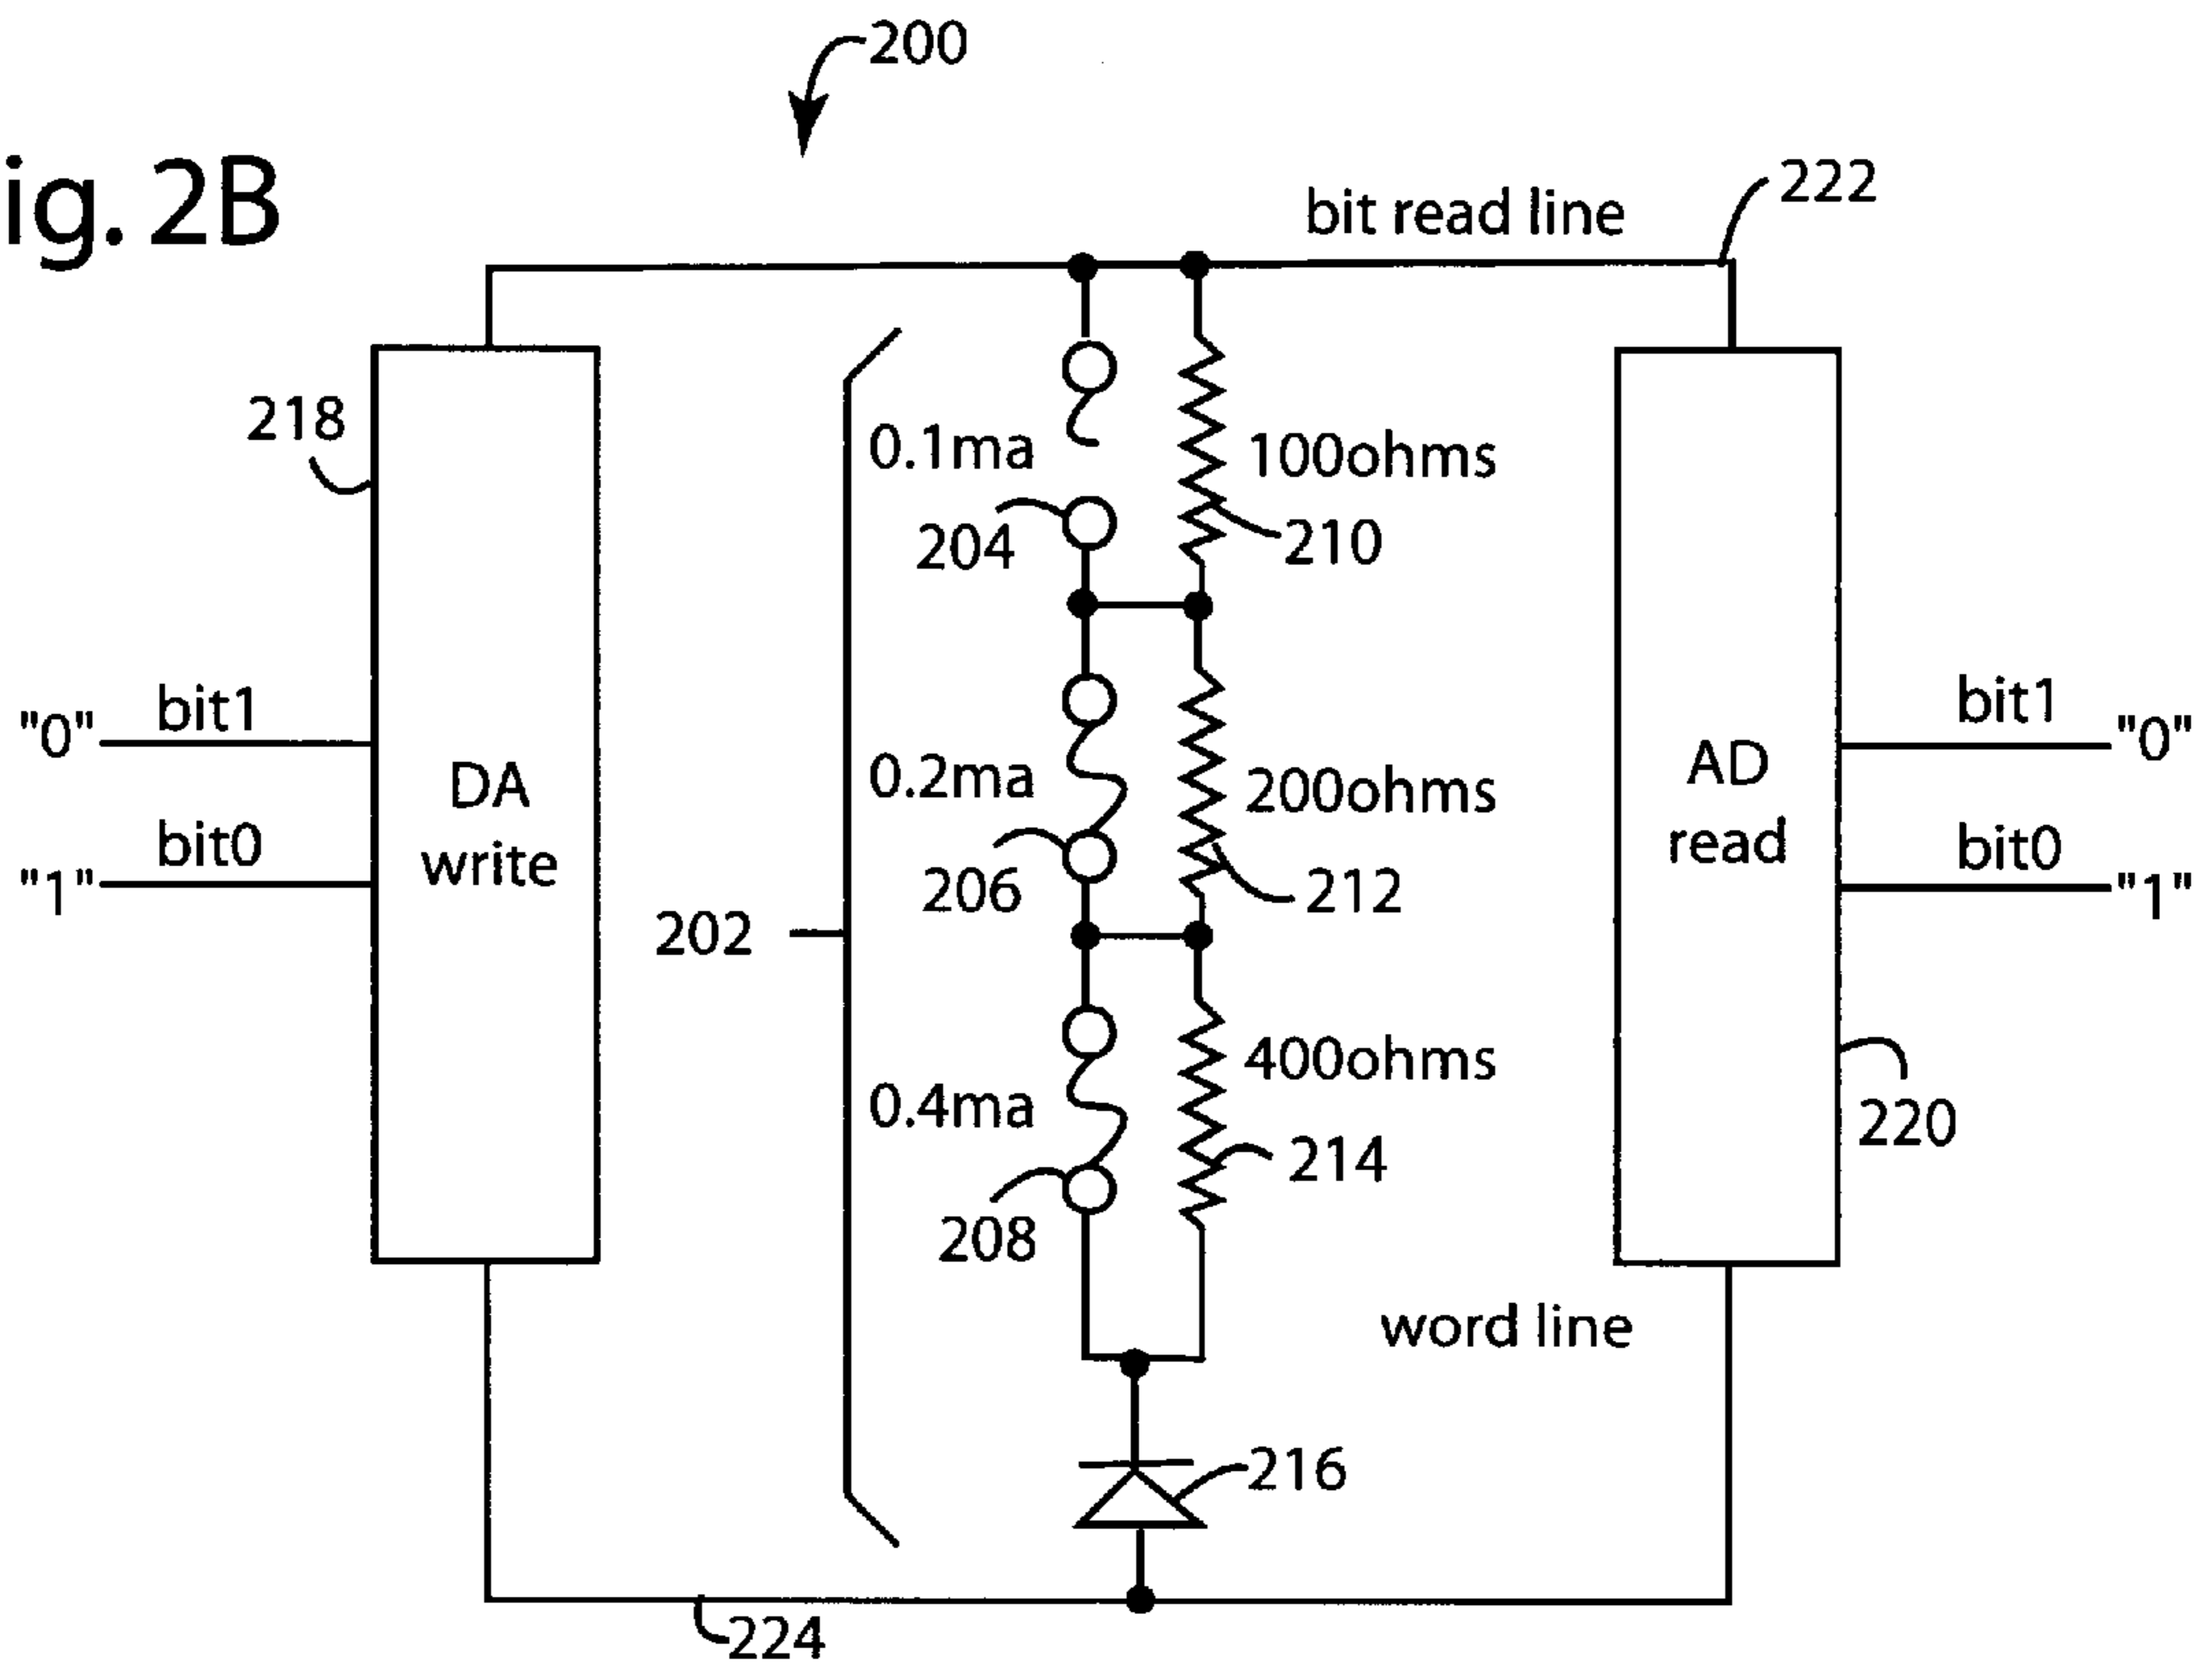 200
ig. 2B
222
bit read line
218
0.1ma
100ohms
204
210
"0" bit1
bit1 "0"
DA
write
0.2ma
200ohms
AD
read
"1" bit0
bit0 "1"
206
212
202
0.4ma
400ohms
220
214
208
word line
216
224